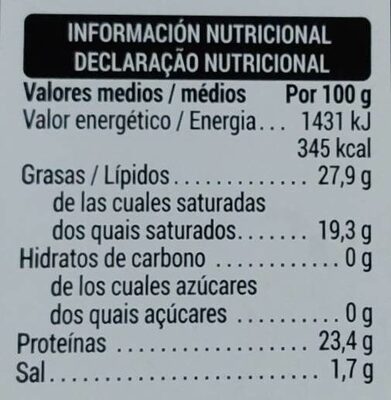 INFORMACIÓN NUTRICIONAL
DECLARAÇÃO NUTRICIONAL
Valores medios / médios Por 100 g
Valor energético / Energia... 1431 kJ
345 kcal
Grasas / Lípidos............. 27,9 g
de las cuales saturadas
dos quais saturados.... 19,3 g
Hidratos de carbono ......... 0 g
de los cuales azúcares
dos quais açúcares .......... 0 g
Proteínas ................. 23,4 g
Sal......................... 1,7 g